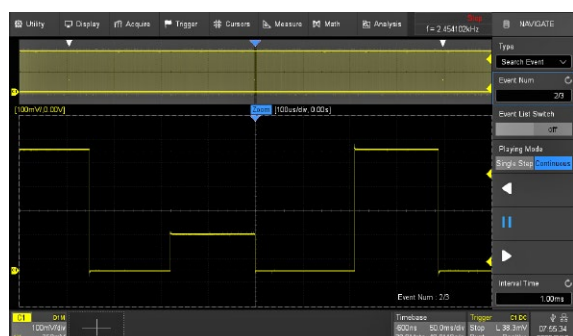 Utility Display Acquire Trigger Cursors Measure Math Analysis
Stop
f = 2.454102kHz
NAVIGATE
Type
Search Event
Event Num
2/3
Event List Switch
off
Playing Mode
Single Step Continuous
[100mV/,0.00V] Zoom [100us/div, 0.00s]
Event Num : 2/3
Interval Time
1.00ms
C1 D1M
100mV/div
Timebase
600ns 50.0ms/div
Trigger C1 DC
Stop L 38.3mV
07:55:34